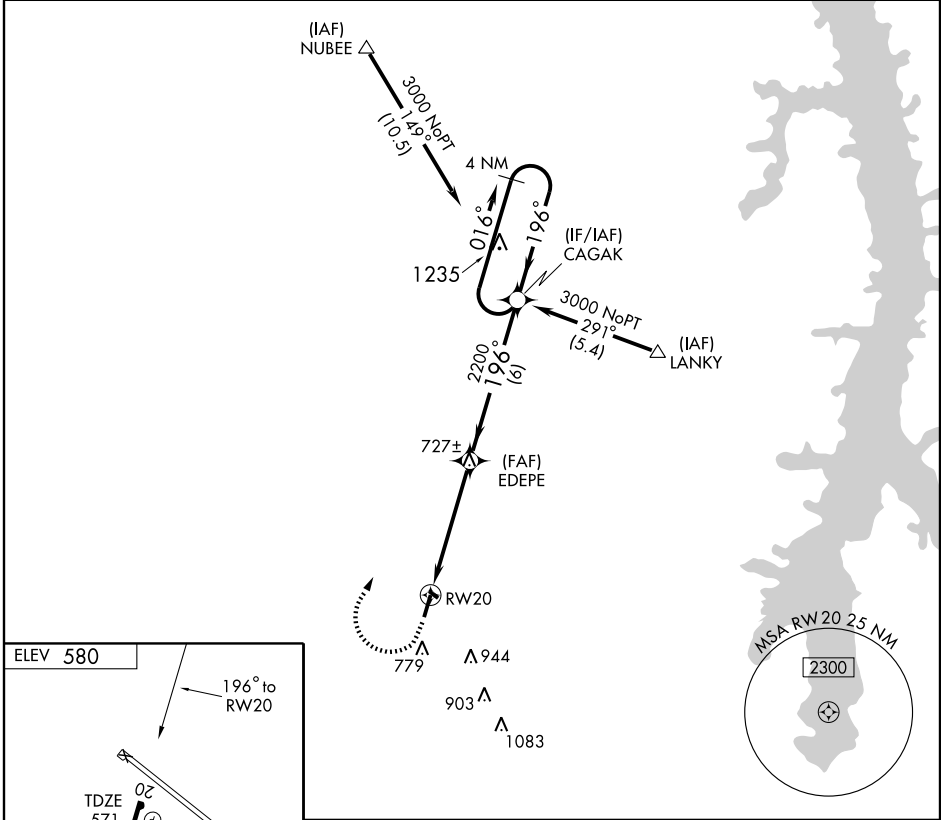 (IAF)
NUBEE
3000 NoPT
149°
(10.5)
4 NM
016°
196°
1235
(IF/IAF)
CAGAK
3000 NoPT
291°
(5.4)
(IAF)
LANKY
2200
196°
(6)
727±
(FAF)
EDEPE
RW20
779
944
903
1083
MSA RW20 25 NM
2300
ELEV 580
196° to
RW20
20
TDZE
571